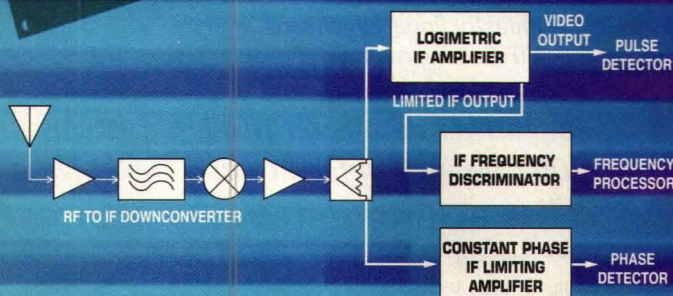 LOGIMETRIC
IF AMPLIFIER
VIDEO
OUTPUT
PULSE
DETECTOR
LIMITED IF OUTPUT
IF FREQUENCY
DISCRIMINATOR
FREQUENCY
PROCESSOR
RF TO IF DOWNCONVERTER
CONSTANT PHASE
IF LIMITING
AMPLIFIER
PHASE
DETECTOR